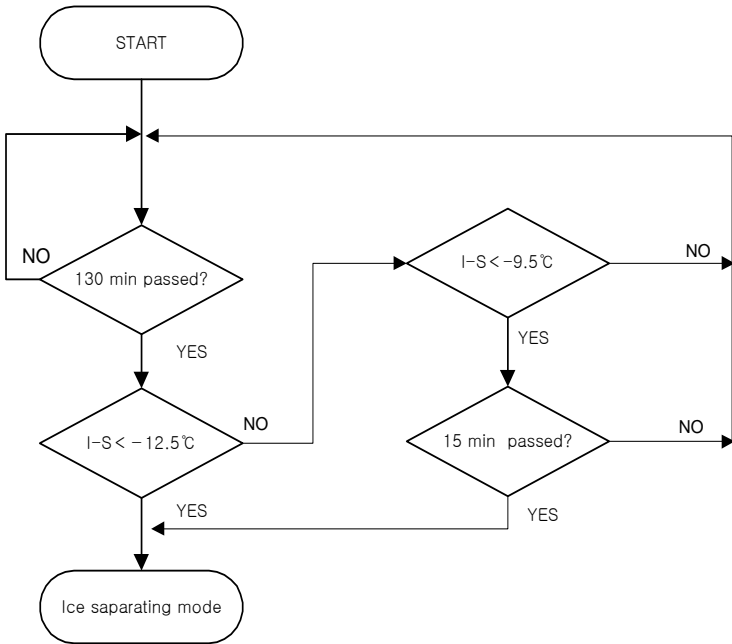 START
NO
130 min passed?
YES
I-S < -12.5℃
NO
YES
I-S < -9.5℃
NO
YES
15 min passed?
NO
YES
Ice saparating mode